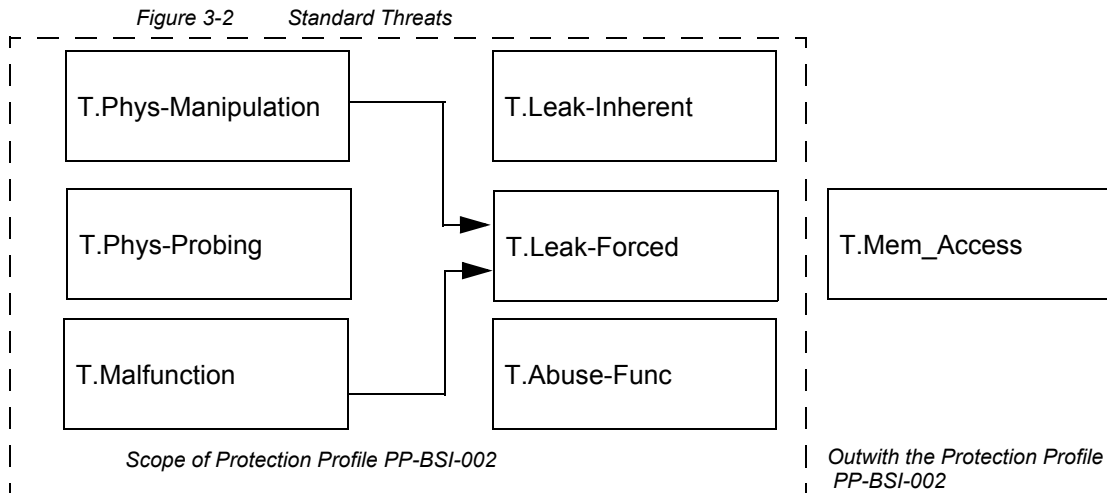 Figure 3-2 Standard Threats
T.Phys-Manipulation
T.Leak-Inherent
T.Phys-Probing
T.Leak-Forced
T.Mem_Access
T.Malfunction
T.Abuse-Func
Scope of Protection Profile PP-BSI-002
Outwith the Protection Profile
PP-BSI-002